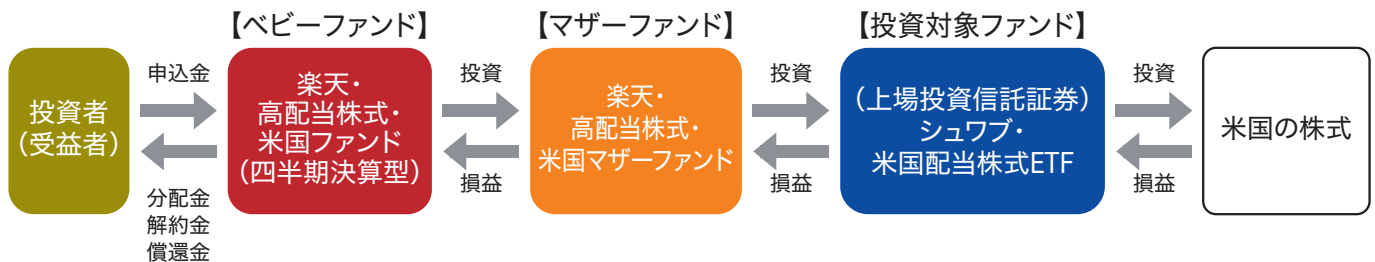 【ベビーファンド】
【マザーファンド】
【投資対象ファンド】
投資者
（受益者）
申込金
分配金
解約金
償還金
楽天・
高配当株式・
米国ファンド
（四半期決算型）
投資
損益
楽天・
高配当株式・
米国マザーファンド
投資
損益
（上場投資信託証券）
シュワブ・
米国配当株式ETF
投資
損益
米国の株式